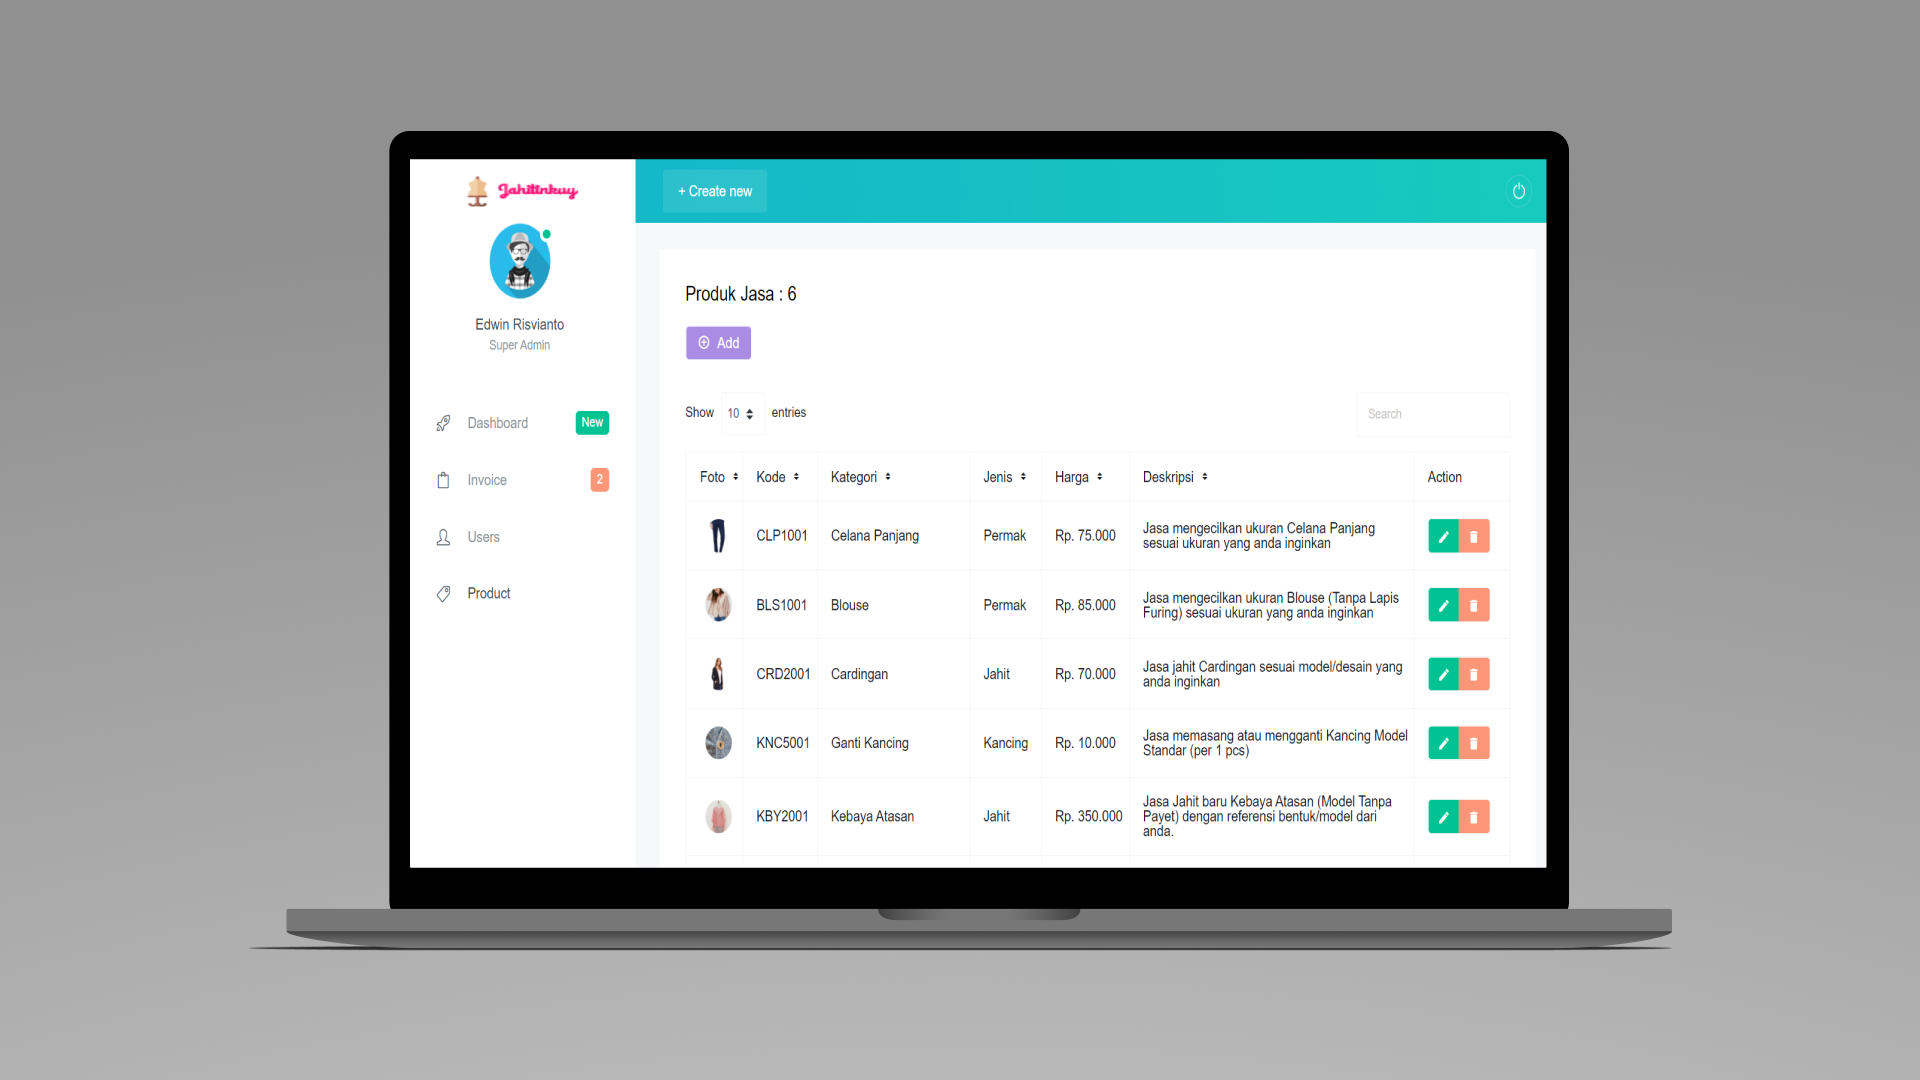 Jahitinkuy
+ Create new
Edwin Risvianto
Super Admin
Dashboard New
Invoice 2
Users
Product
Produk Jasa : 6
Add
Show 10 entries
Search
Foto Kode Kategori Jenis Harga Deskripsi Action
CLP1001 Celana Panjang Permak Rp. 75.000 Jasa mengecilkan ukuran Celana Panjang
sesuai ukuran yang anda inginkan
BLS1001 Blouse Permak Rp. 85.000 Jasa mengecilkan ukuran Blouse (Tanpa Lapis
Furing) sesuai ukuran yang anda inginkan
CRD2001 Cardingan Jahit Rp. 70.000 Jasa jahit Cardingan sesuai model/desain yang
anda inginkan
KNC5001 Ganti Kancing Kancing Rp. 10.000 Jasa memasang atau mengganti Kancing Model
Standar (per 1 pcs)
KBY2001 Kebaya Atasan Jahit Rp. 350.000 Jasa Jahit baru Kebaya Atasan (Model Tanpa
Payet) dengan referensi bentuk/model dari
anda.